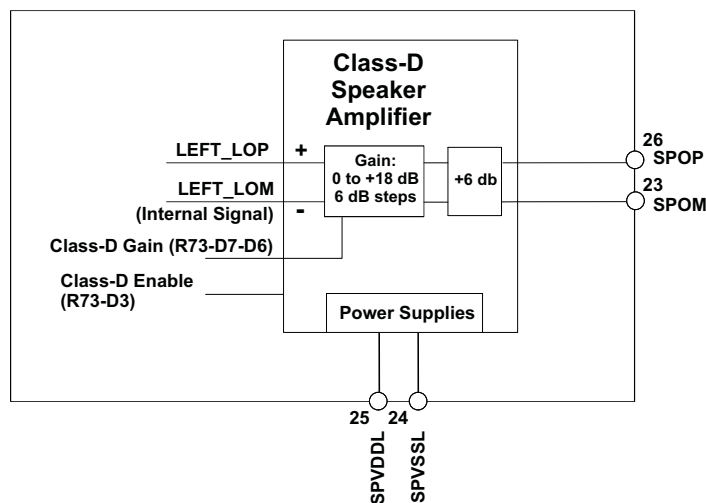 Class-D
Speaker
Amplifier
LEFT_LOP
+
Gain:
0 to +18 dB
6 dB steps
+6 db
26
SPOP
LEFT_LOM
(Internal Signal)
-
23
SPOM
Class-D Gain (R73-D7-D6)
Class-D Enable
(R73-D3)
Power Supplies
25
24
SPVDDL
SPVSSL